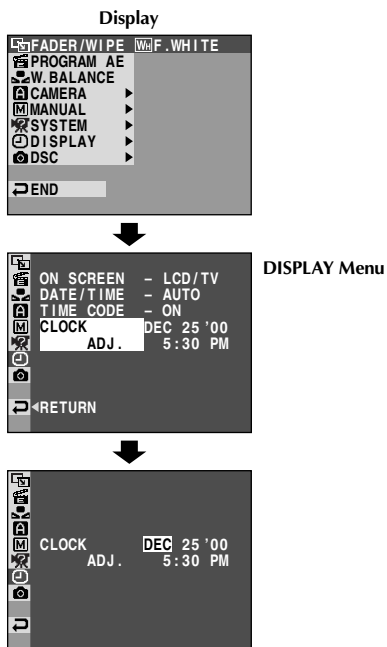 Display
FADER/WIPE WH F.WHITE
PROGRAM AE
W.BALANCE
A CAMERA
M MANUAL
SYSTEM
DISPLAY
DSC
END
DISPLAY Menu
ON SCREEN – LCD/TV
DATE/TIME – AUTO
A TIME CODE – ON
M CLOCK DEC 25 '00
ADJ. 5:30 PM
RETURN
A
M CLOCK DEC 25 '00
ADJ. 5:30 PM